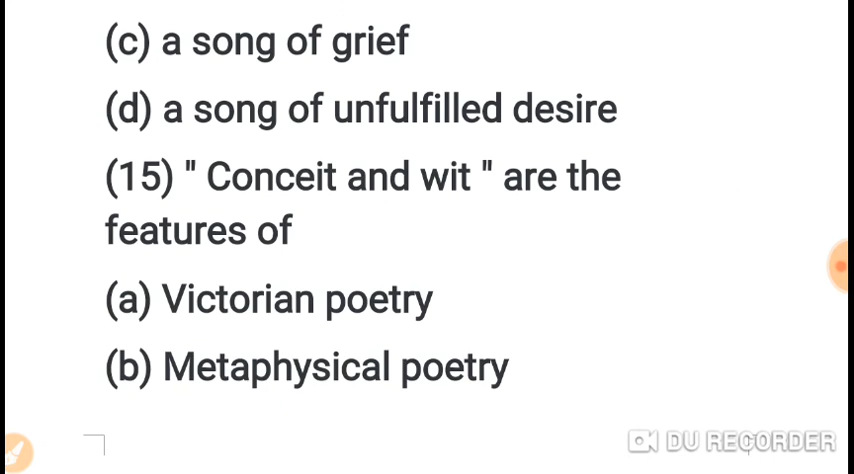 (c) a song of grief
(d) a song of unfulfilled desire
(15) " Conceit and wit " are the
features of
(a) Victorian poetry
(b) Metaphysical poetry
DU RECORDER